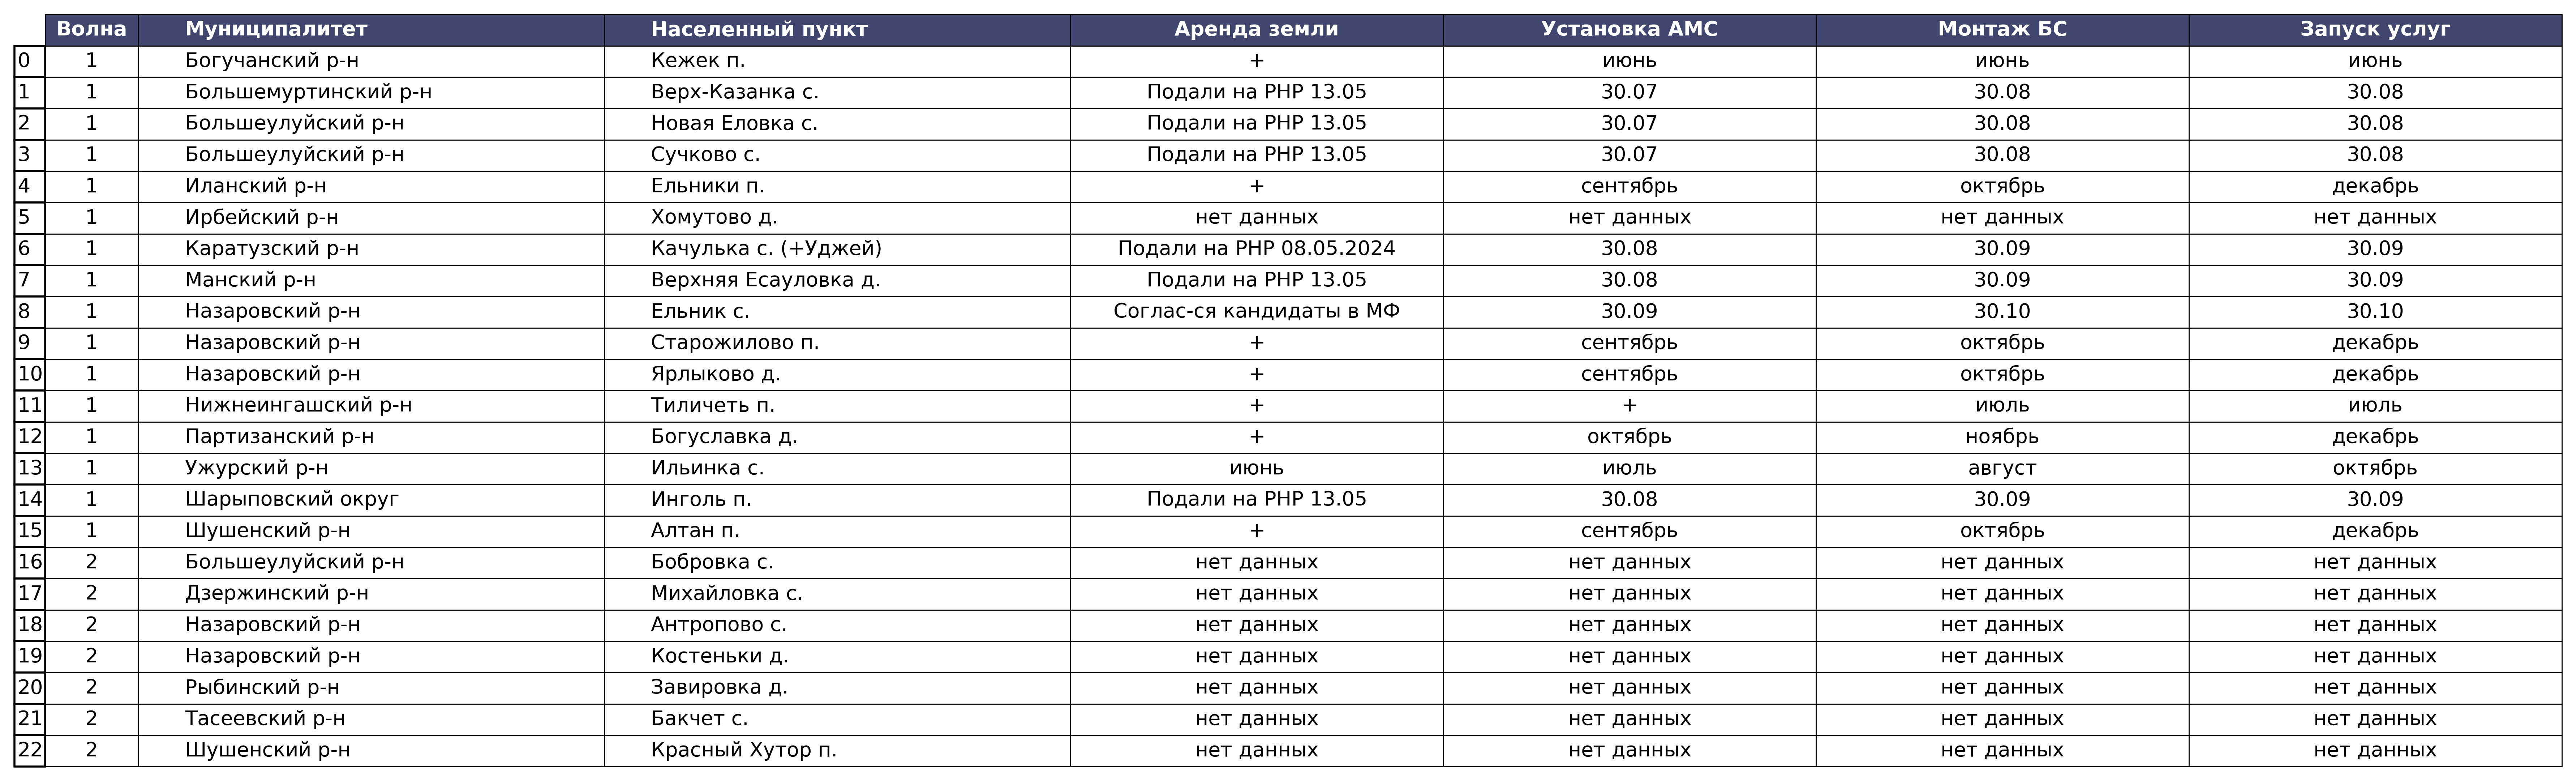 Волна Муниципалитет Населенный пункт Аренда земли Установка АМС Монтаж БС Запуск услуг
0 1 Богучанский р-н Кежек п. + июнь июнь июнь
1 1 Большемуртинский р-н Верх-Казанка с. Подали на РНР 13.05 30.07 30.08 30.08
2 1 Большеулуйский р-н Новая Еловка с. Подали на РНР 13.05 30.07 30.08 30.08
3 1 Большеулуйский р-н Сучково с. Подали на РНР 13.05 30.07 30.08 30.08
4 1 Иланский р-н Ельники п. + сентябрь октябрь декабрь
5 1 Ирбейский р-н Хомутово д. нет данных нет данных нет данных нет данных
6 1 Каратузский р-н Качулька с. (+Уджей) Подали на РНР 08.05.2024 30.08 30.09 30.09
7 1 Манский р-н Верхняя Есауловка д. Подали на РНР 13.05 30.08 30.09 30.09
8 1 Назаровский р-н Ельник с. Соглас-ся кандидаты в МФ 30.09 30.10 30.10
9 1 Назаровский р-н Старожилово п. + сентябрь октябрь декабрь
10 1 Назаровский р-н Ярлыково д. + сентябрь октябрь декабрь
11 1 Нижнеингашский р-н Тиличеть п. + + июль июль
12 1 Партизанский р-н Богуславка д. + октябрь ноябрь декабрь
13 1 Ужурский р-н Ильинка с. июнь июль август октябрь
14 1 Шарыповский округ Инголь п. Подали на РНР 13.05 30.08 30.09 30.09
15 1 Шушенский р-н Алтан п. + сентябрь октябрь декабрь
16 2 Большеулуйский р-н Бобровка с. нет данных нет данных нет данных нет данных
17 2 Дзержинский р-н Михайловка с. нет данных нет данных нет данных нет данных
18 2 Назаровский р-н Антропово с. нет данных нет данных нет данных нет данных
19 2 Назаровский р-н Костеньки д. нет данных нет данных нет данных нет данных
20 2 Рыбинский р-н Завировка д. нет данных нет данных нет данных нет данных
21 2 Тасеевский р-н Бакчет с. нет данных нет данных нет данных нет данных
22 2 Шушенский р-н Красный Хутор п. нет данных нет данных нет данных нет данных